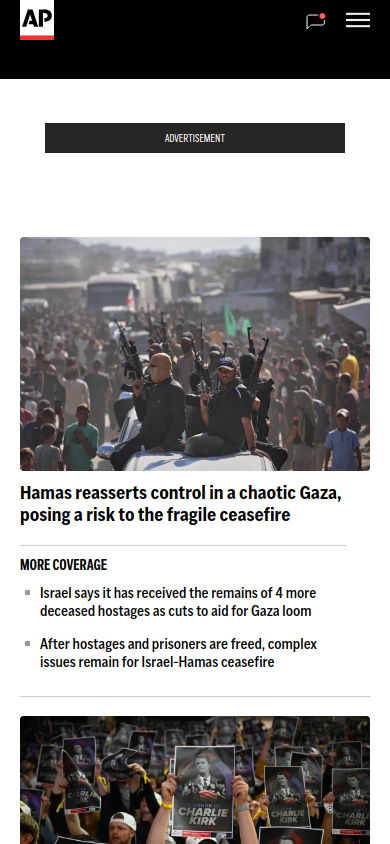 AP
ADVERTISEMENT
Hamas reasserts control in a chaotic Gaza,
posing a risk to the fragile ceasefire
MORE COVERAGE
Israel says it has received the remains of 4 more
deceased hostages as cuts to aid for Gaza loom
After hostages and prisoners are freed, complex
issues remain for Israel-Hamas ceasefire
HONOR OF
CHARLIE
KIRK
CHARLIE
KIRK
CHARLIE
KIRK